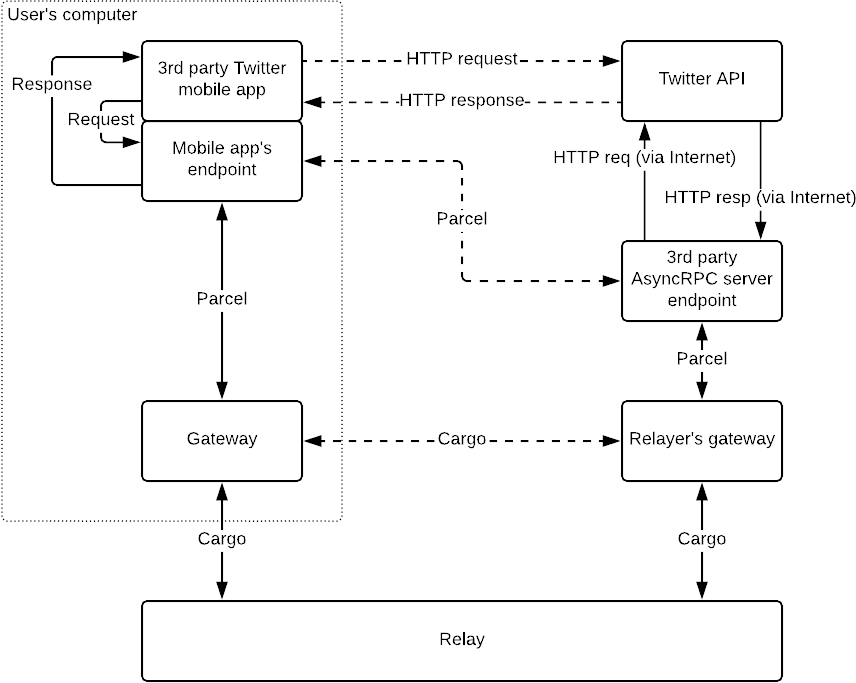 User's computer
3rd party Twitter
mobile app
HTTP request
Twitter API
Response
HTTP response
Request
Mobile app's
endpoint
HTTP req (via Internet)
HTTP resp (via Internet)
Parcel
3rd party
AsyncRPC server
endpoint
Parcel
Parcel
Gateway
Cargo
Relayer's gateway
Cargo
Cargo
Relay